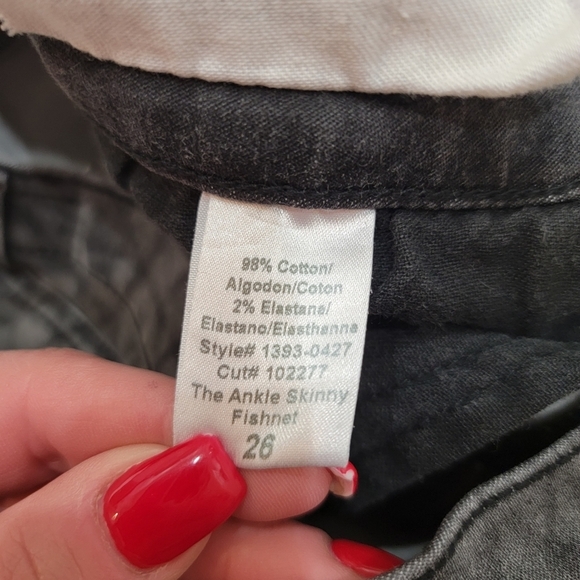 98% Cotton/
Algodon/Coton
2% Elastane/
Elastano/Elasthanne
Style# 1393-0427
Cut# 102277
The Ankle Skinny
Fishnet
26